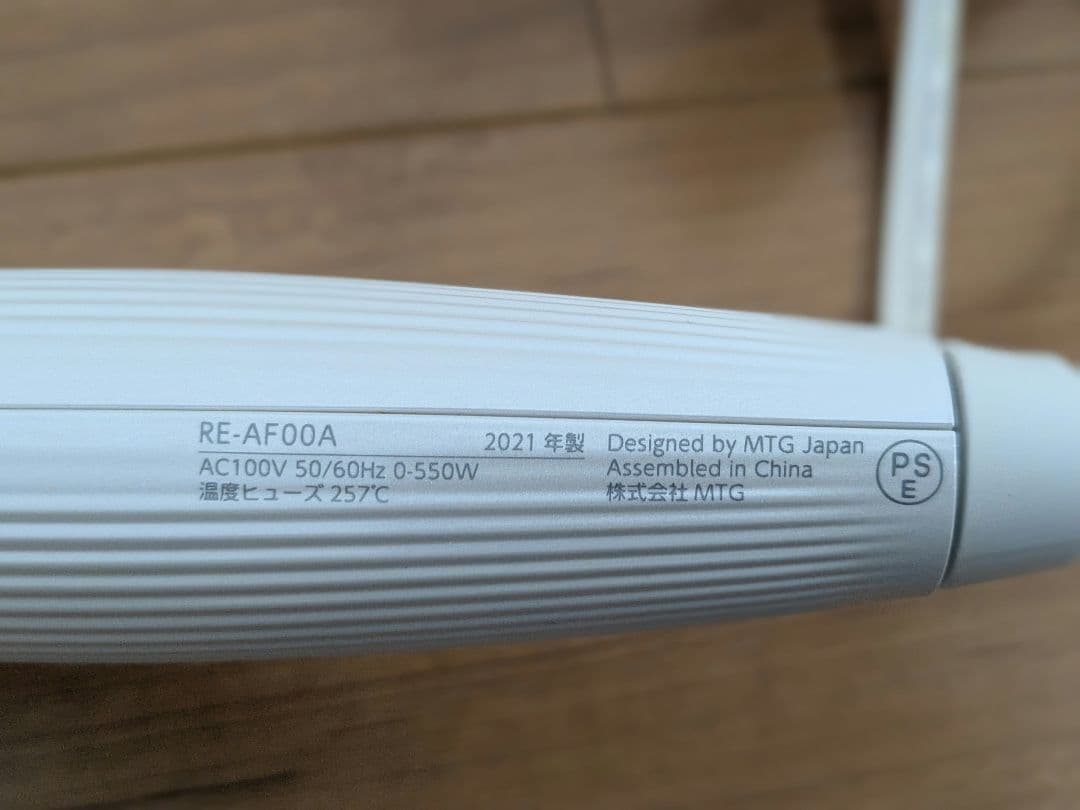 RE-AF00A 2021 年製
AC100V 50/60Hz 0-550W
温度ヒューズ 257℃
Designed by MTG Japan
Assembled in China
株式会社 MTG
PS
E